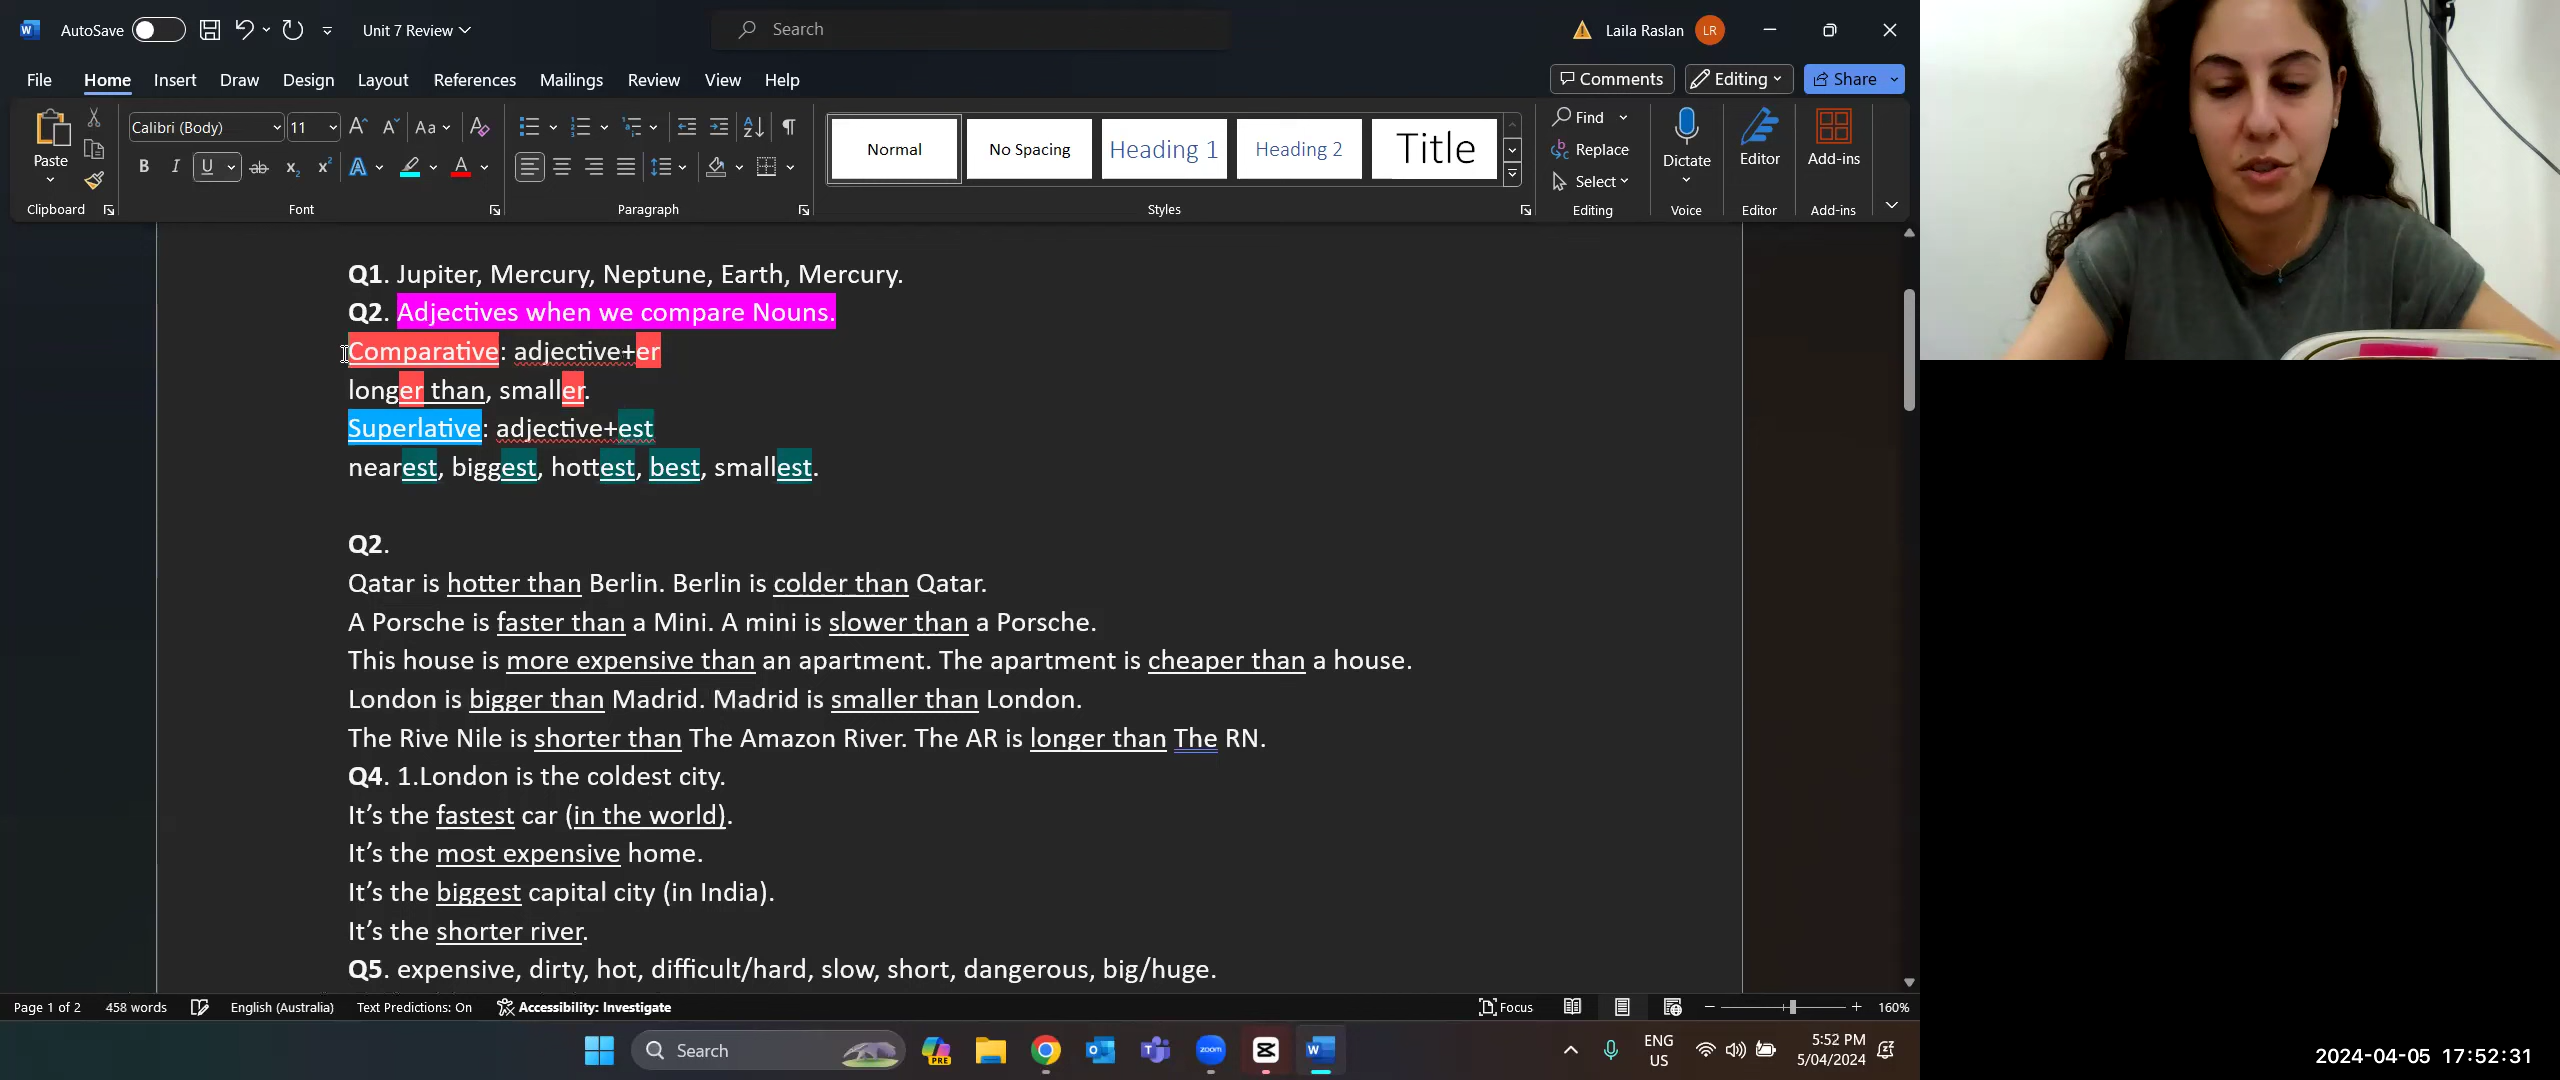 AutoSave Unit 7 Review Search Laila Raslan LR
File Home Insert Draw Design Layout References Mailings Review View Help Comments Editing Share
Calibri (Body) 11 Aa Find
Paste Normal No Spacing Heading 1 Heading 2 Title Replace Dictate Editor Add-ins
B I U ab x₂ x² A A Select
Clipboard Font Paragraph Styles Editing Voice Editor Add-ins
Q1. Jupiter, Mercury, Neptune, Earth, Mercury.
Q2. Adjectives when we compare Nouns.
Comparative: adjective+er
longer than, smaller.
Superlative: adjective+est
nearest, biggest, hottest, best, smallest.
Q2.
Qatar is hotter than Berlin. Berlin is colder than Qatar.
A Porsche is faster than a Mini. A mini is slower than a Porsche.
This house is more expensive than an apartment. The apartment is cheaper than a house.
London is bigger than Madrid. Madrid is smaller than London.
The Rive Nile is shorter than The Amazon River. The AR is longer than The RN.
Q4. 1.London is the coldest city.
It’s the fastest car (in the world).
It’s the most expensive home.
It’s the biggest capital city (in India).
It’s the shorter river.
Q5. expensive, dirty, hot, difficult/hard, slow, short, dangerous, big/huge.
Page 1 of 2 458 words English (Australia) Text Predictions: On Accessibility: Investigate Focus 160%
Search PRE zoom ENG US 5:52 PM 5/04/2024
2024-04-05 17:52:31